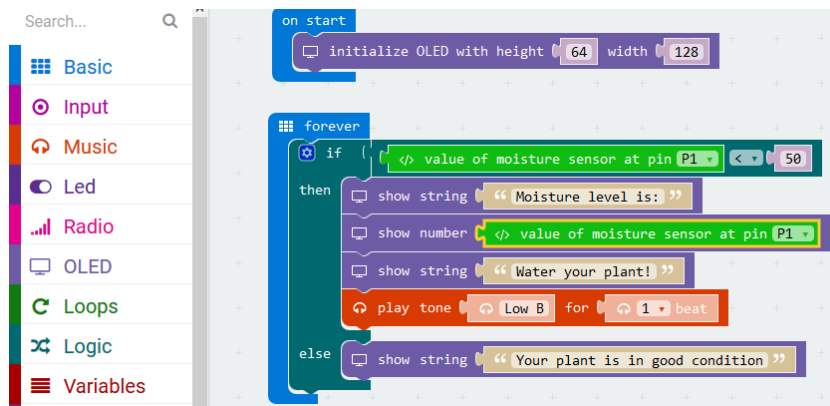 Search...
Basic
Input
Music
Led
Radio
OLED
Loops
Logic
Variables
on start
initialize OLED with height 64 width 128
forever
if value of moisture sensor at pin P1 < 50
then show string “ Moisture level is: ”
show number value of moisture sensor at pin P1
show string “ Water your plant! ”
play tone Low B for 1 beat
else show string “ Your plant is in good condition ”